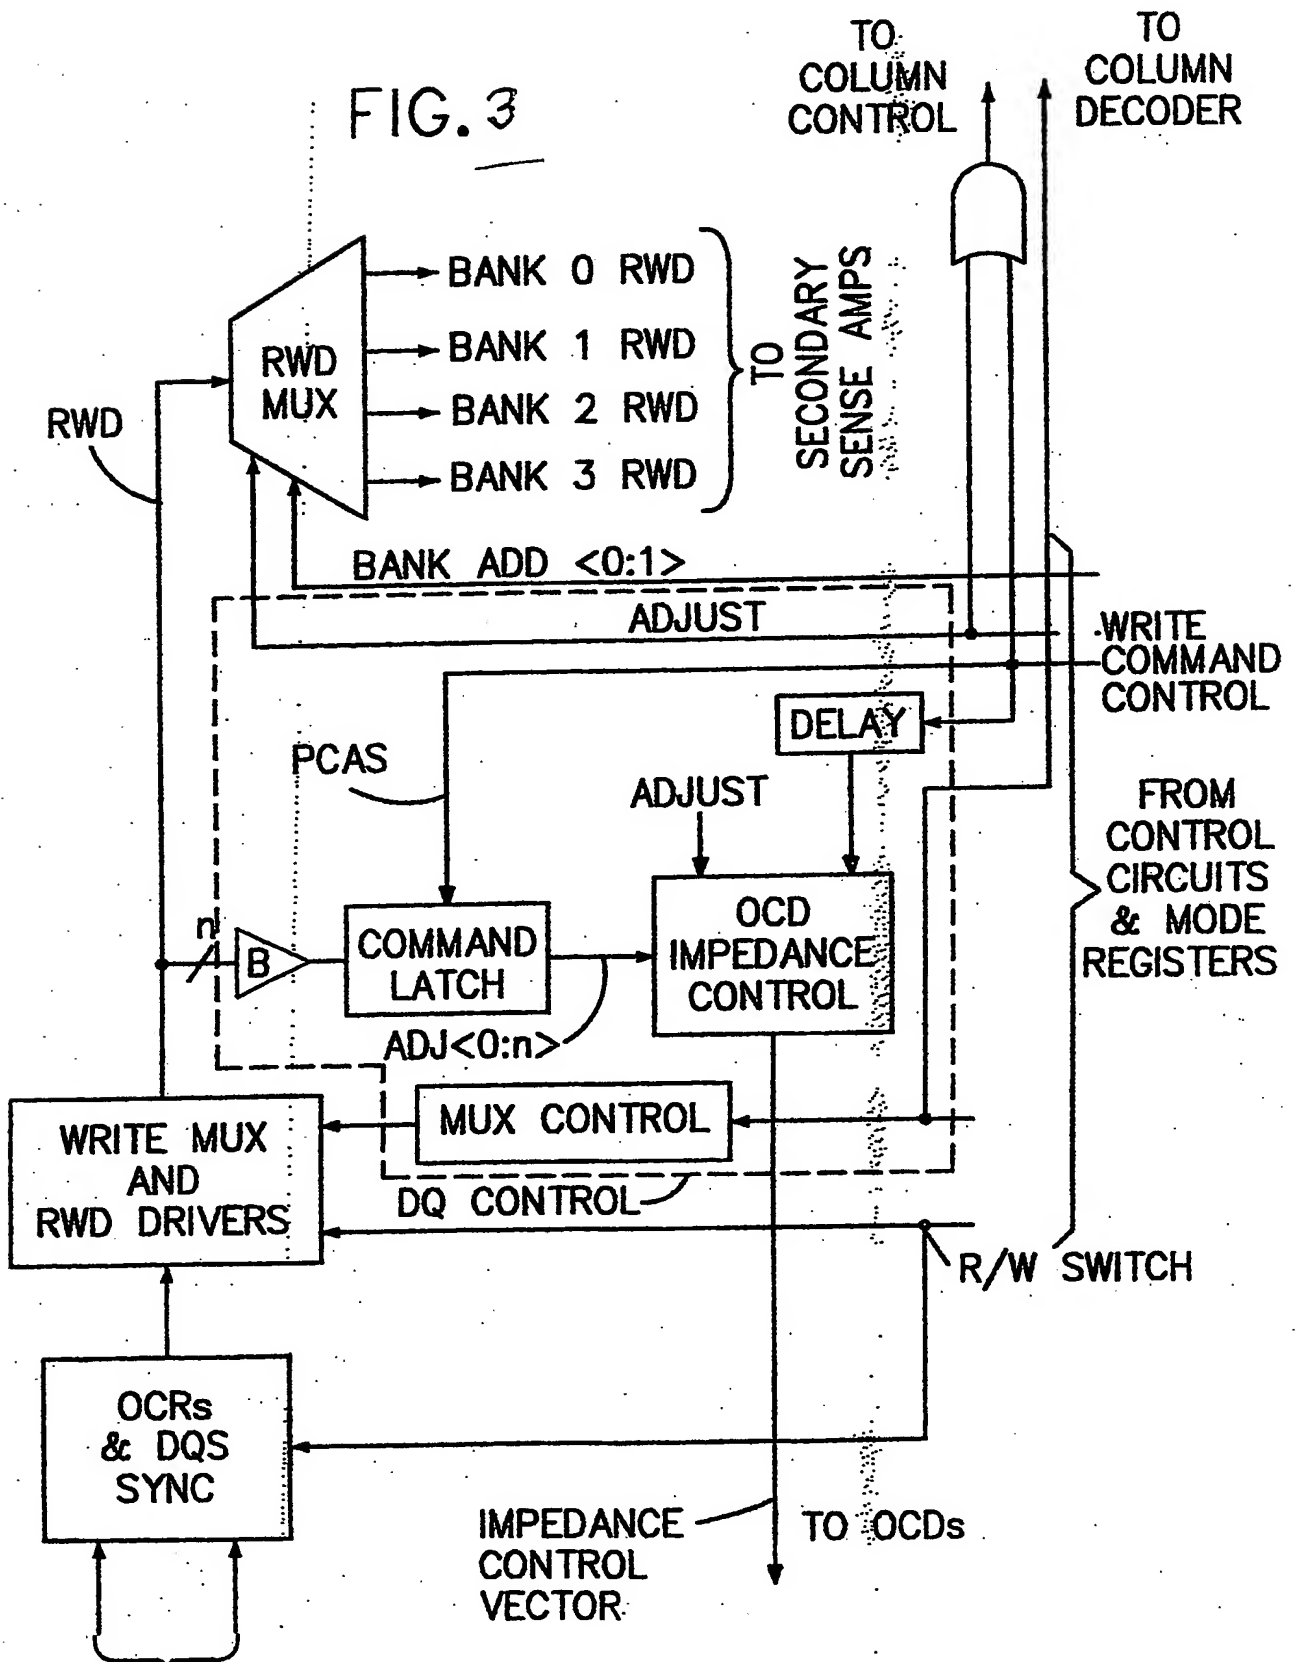 FIG. 3
TO
COLUMN
CONTROL
TO
COLUMN
DECODER
RWD
MUX
BANK 0 RWD
BANK 1 RWD
BANK 2 RWD
BANK 3 RWD
TO
SECONDARY
SENSE AMPS
RWD
BANK ADD <0:1>
ADJUST
WRITE
COMMAND
CONTROL
DELAY
PCAS
ADJUST
FROM
CONTROL
CIRCUITS
& MODE
REGISTERS
n
B
COMMAND
LATCH
OCD
IMPEDANCE
CONTROL
ADJ<0:n>
MUX CONTROL
WRITE MUX
AND
RWD DRIVERS
DQ CONTROL
R/W SWITCH
OCRs
& DQS
SYNC
IMPEDANCE
CONTROL
VECTOR
TO OCDs